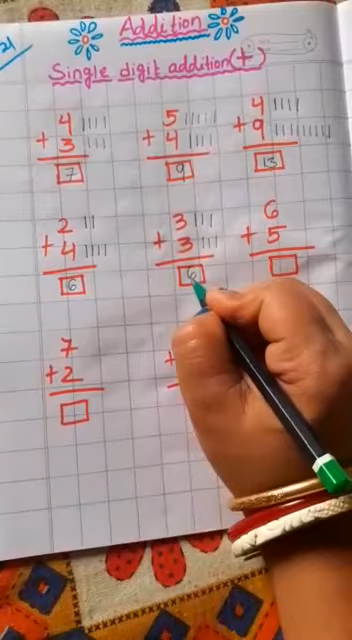 21
Addition
Single digit addition(+)
4 5 4
+ 3 + 4 + 9
7 9 13
2 3 6
+ 4 + 3 + 5
6 6
7
+ 2 +